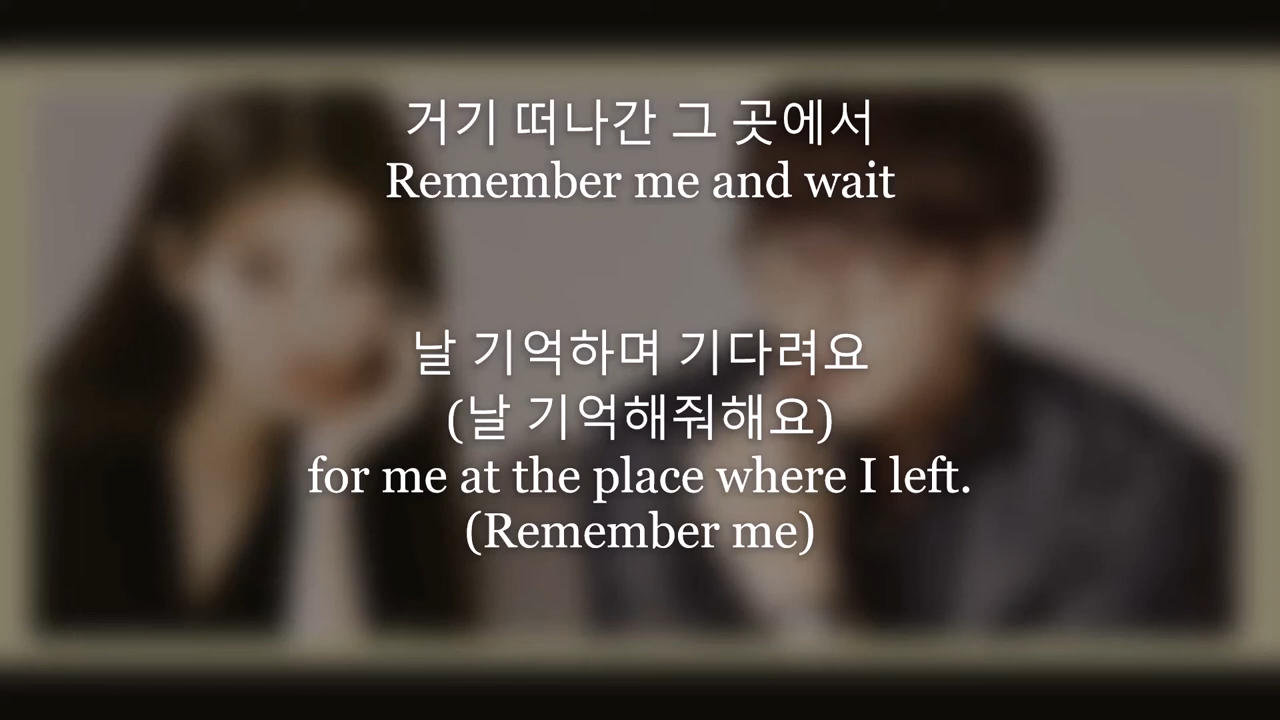 거기 떠나간 그 곳에서
Remember me and wait
날 기억하며 기다려요
(날 기억해줘해요)
for me at the place where I left.
(Remember me)